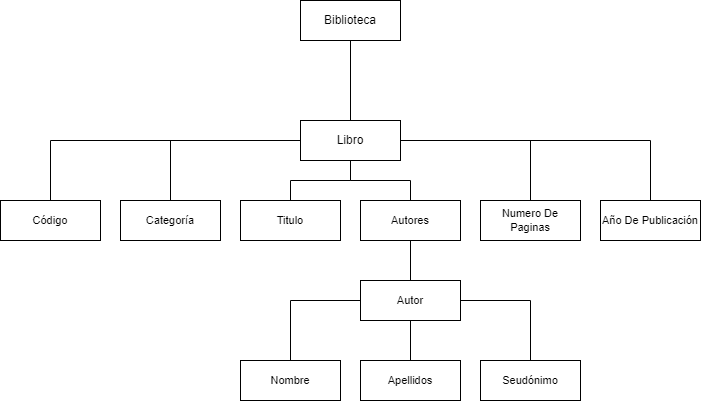 Biblioteca
Libro
Código
Categoría
Titulo
Autores
Numero De
Paginas
Año De Publicación
Autor
Nombre
Apellidos
Seudónimo